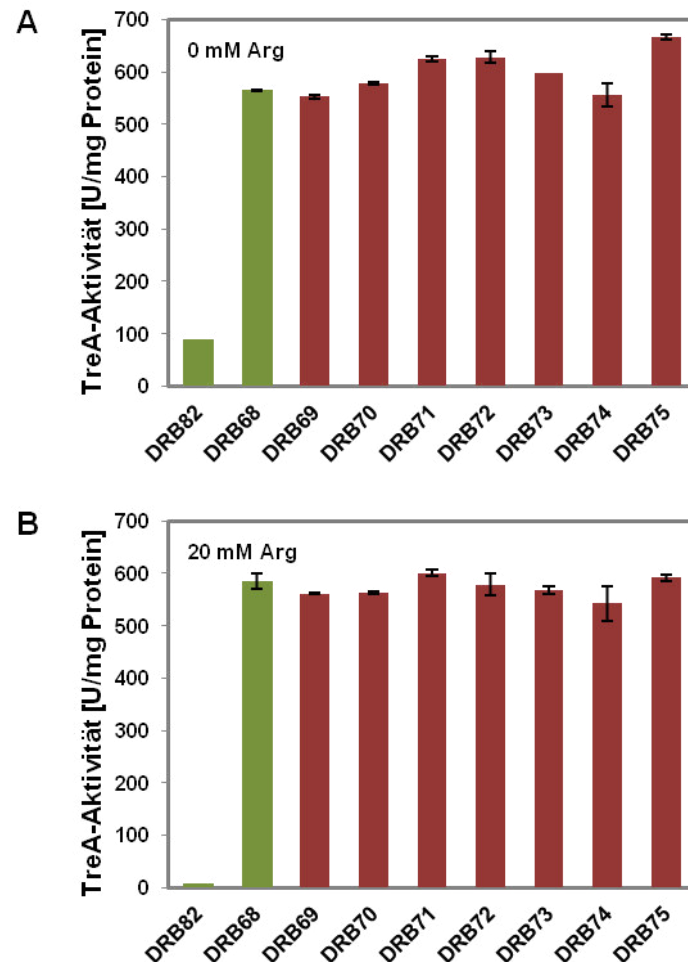 A
TreA-Aktivität [U/mg Protein]
700
600
500
400
300
200
100
0
0 mM Arg
DRB82
DRB68
DRB69
DRB70
DRB71
DRB72
DRB73
DRB74
DRB75
B
TreA-Aktivität [U/mg Protein]
700
600
500
400
300
200
100
0
20 mM Arg
DRB82
DRB68
DRB69
DRB70
DRB71
DRB72
DRB73
DRB74
DRB75